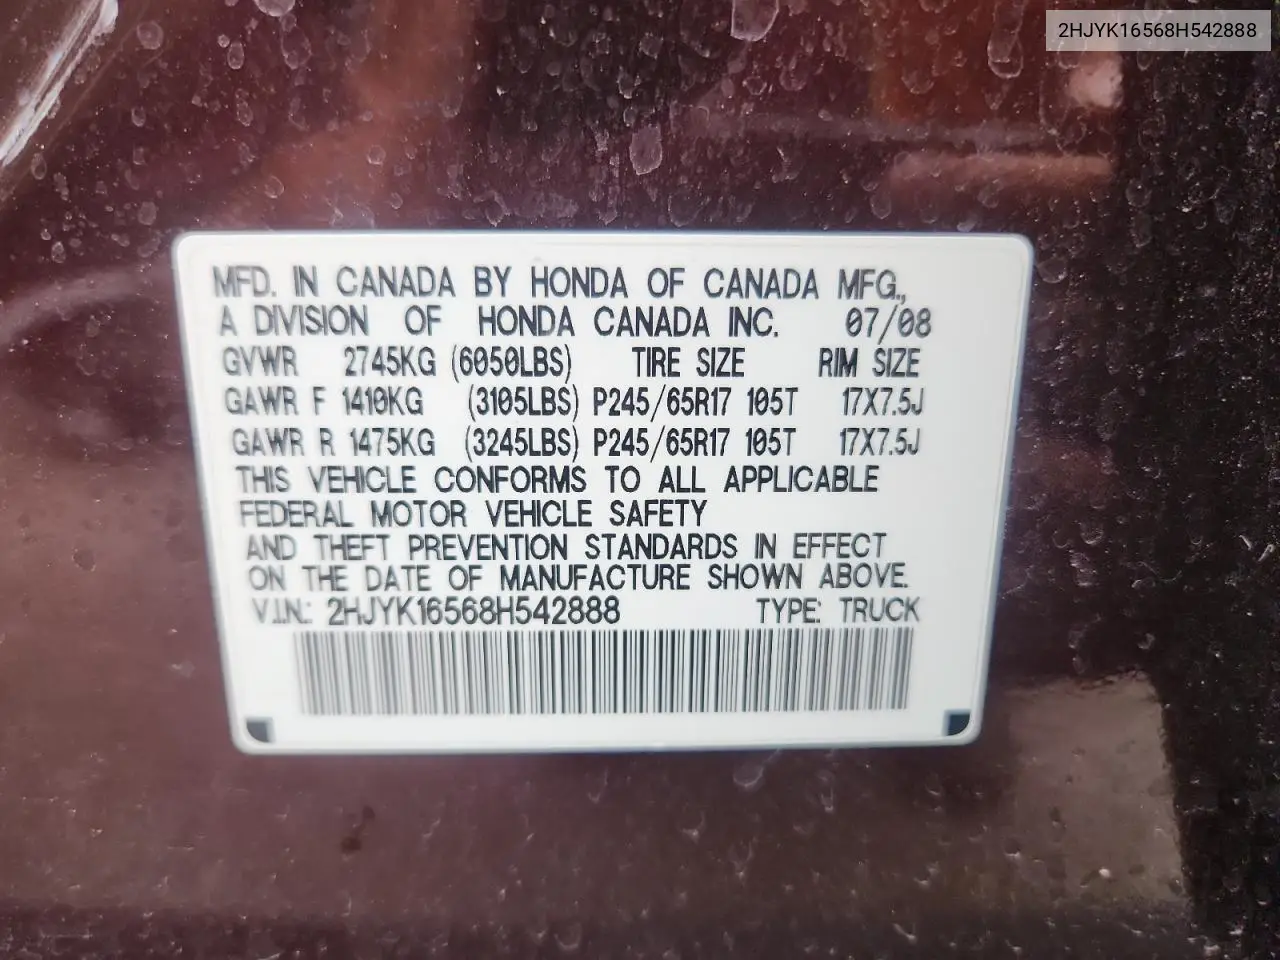 2HJYK16568H542888
MFD. IN CANADA BY HONDA OF CANADA MFG.,
A DIVISION OF HONDA CANADA INC. 07/08
GVWR 2745KG (6050LBS) TIRE SIZE RIM SIZE
GAWR F 1410KG (3105LBS) P245/65R17 105T 17X7.5J
GAWR R 1475KG (3245LBS) P245/65R17 105T 17X7.5J
THIS VEHICLE CONFORMS TO ALL APPLICABLE
FEDERAL MOTOR VEHICLE SAFETY
AND THEFT PREVENTION STANDARDS IN EFFECT
ON THE DATE OF MANUFACTURE SHOWN ABOVE.
V.I.N.: 2HJYK16568H542888 TYPE: TRUCK